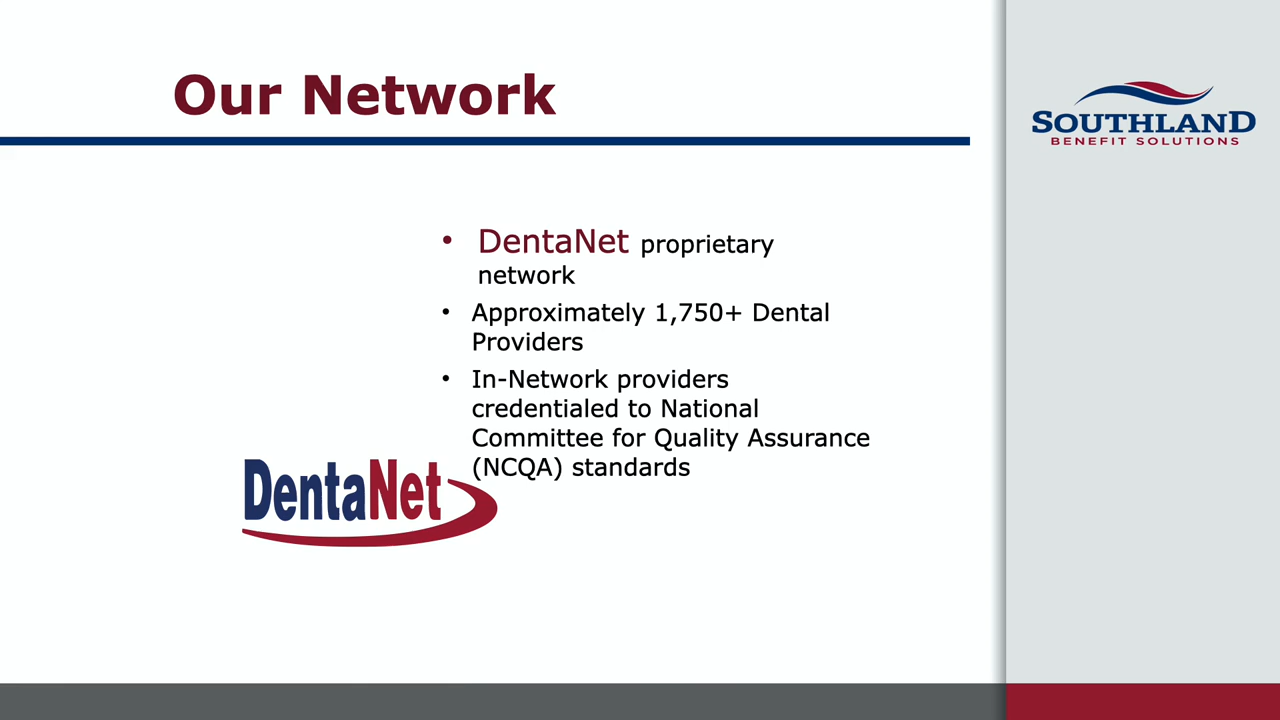 Our Network
SOUTHLAND
BENEFIT SOLUTIONS
• DentaNet proprietary
network
• Approximately 1,750+ Dental
Providers
• In-Network providers
credentialed to National
Committee for Quality Assurance
(NCQA) standards
DentaNet